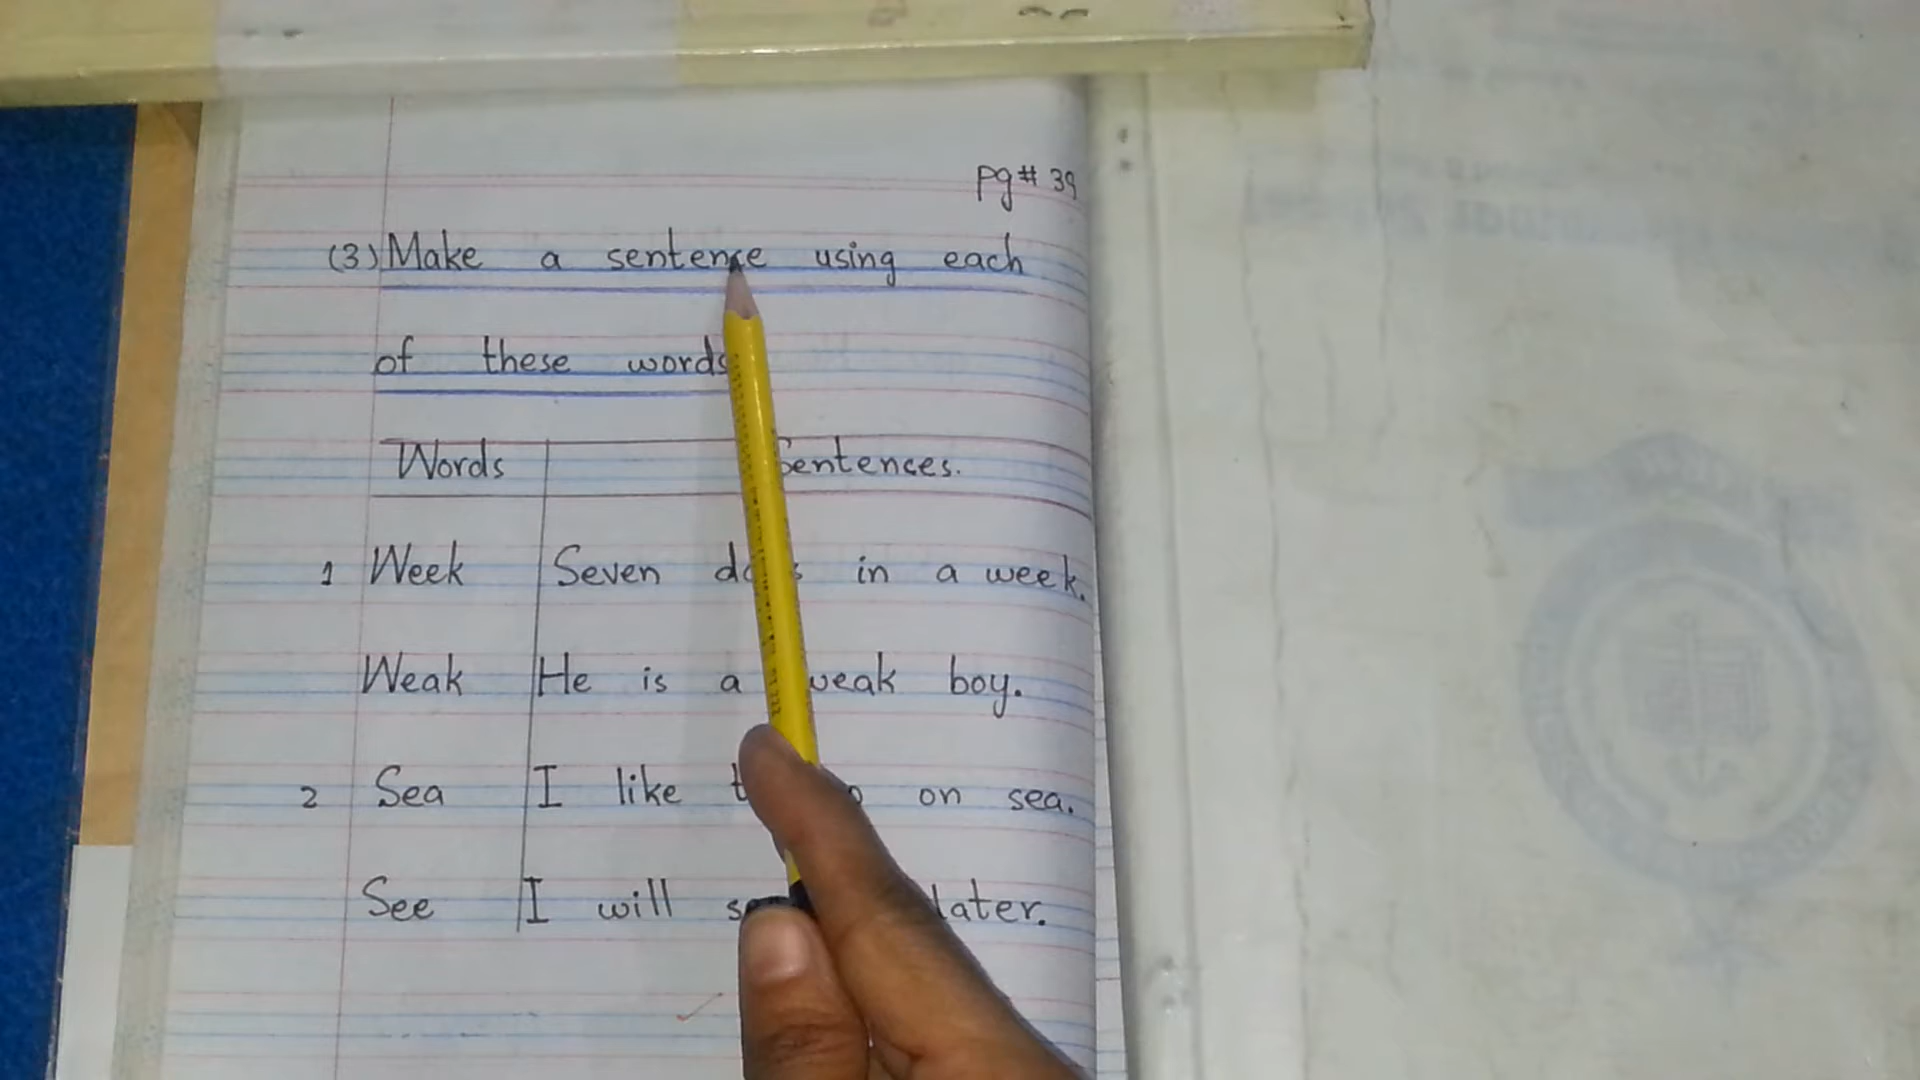 pg# 39
(3) Make a sentence using each
of these words
Words Sentences.
1 Week Seven days in a week.
Weak He is a weak boy.
2 Sea I like on sea.
See I will later.